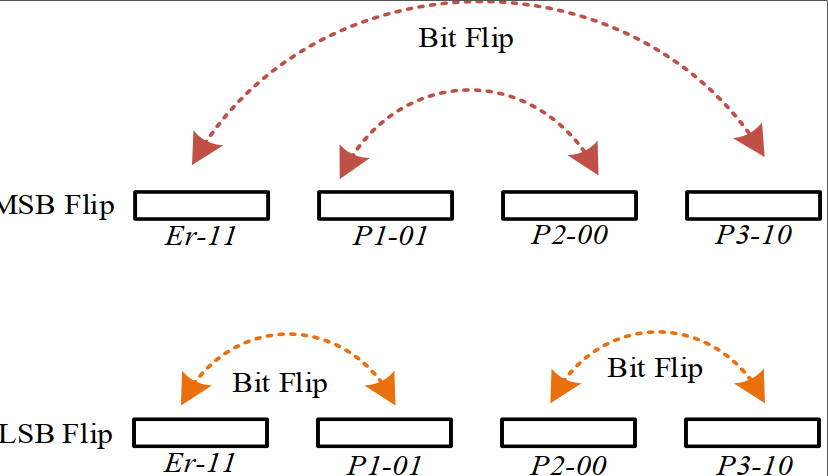 Bit Flip
MSB Flip
Er-11 P1-01 P2-00 P3-10
Bit Flip Bit Flip
LSB Flip
Er-11 P1-01 P2-00 P3-10